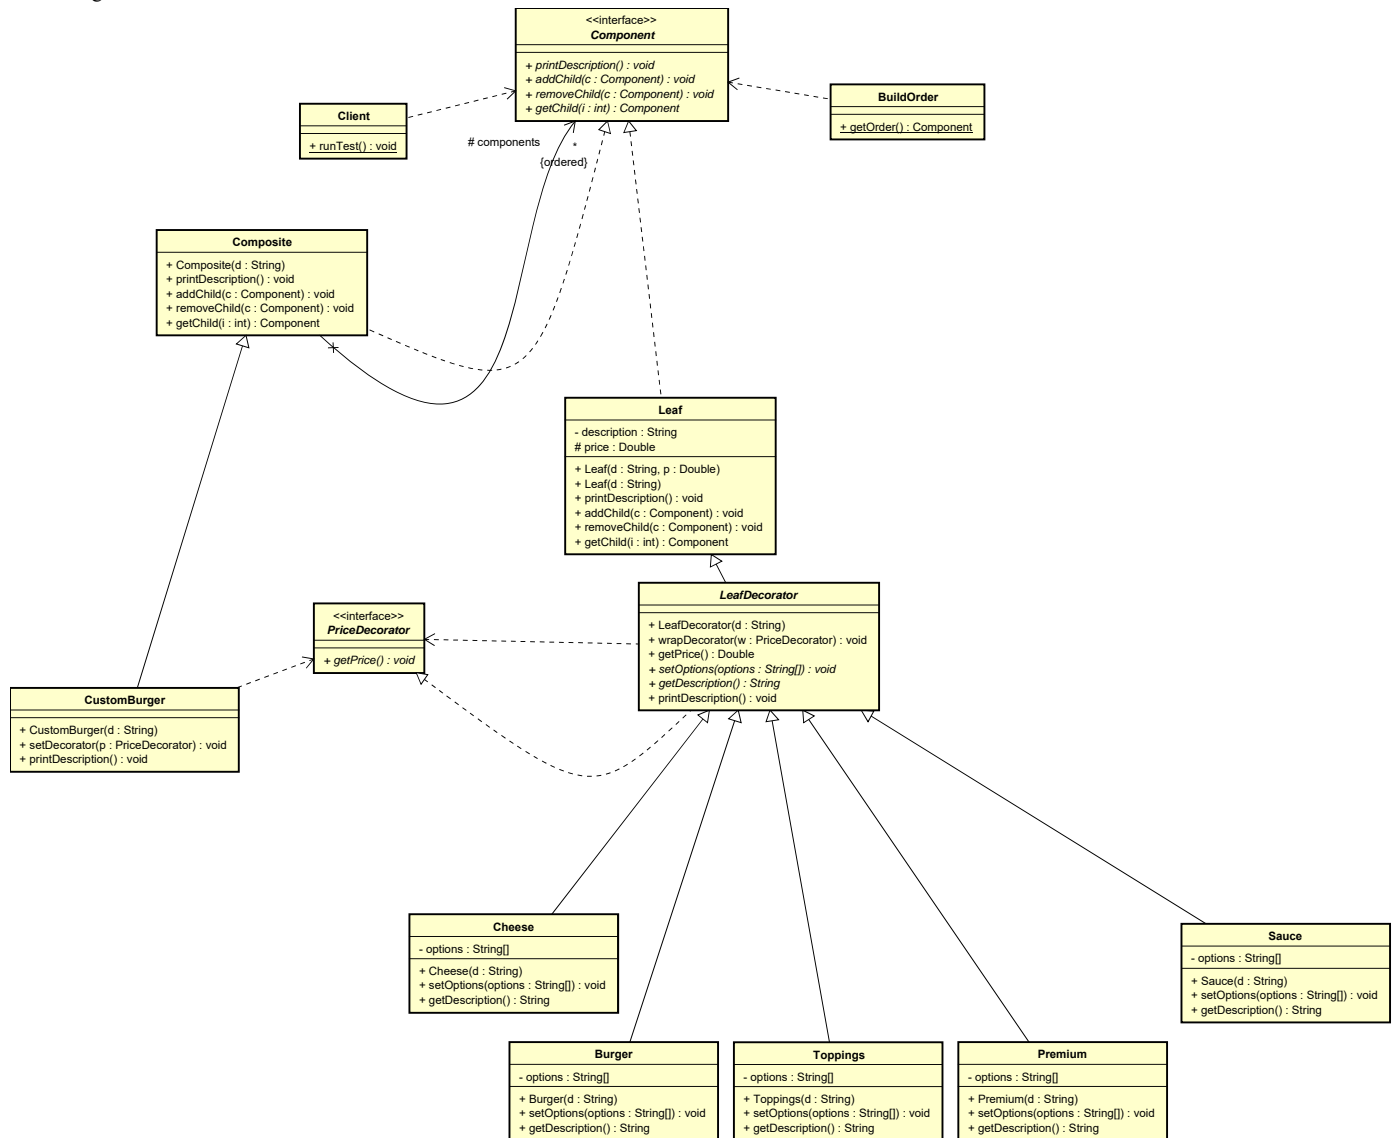 <<interface>>
Component
+ printDescription() : void
+ addChild(c : Component) : void
+ removeChild(c : Component) : void
+ getChild(i : int) : Component
BuildOrder
+ getOrder() : Component
Client
+ runTest() : void
# components
*
{ordered}
Composite
+ Composite(d : String)
+ printDescription() : void
+ addChild(c : Component) : void
+ removeChild(c : Component) : void
+ getChild(i : int) : Component
Leaf
- description : String
# price : Double
+ Leaf(d : String, p : Double)
+ Leaf(d : String)
+ printDescription() : void
+ addChild(c : Component) : void
+ removeChild(c : Component) : void
+ getChild(i : int) : Component
LeafDecorator
+ LeafDecorator(d : String)
+ wrapDecorator(w : PriceDecorator) : void
+ getPrice() : Double
+ setOptions(options : String[]) : void
+ getDescription() : String
+ printDescription() : void
<<interface>>
PriceDecorator
+ getPrice() : void
CustomBurger
+ CustomBurger(d : String)
+ setDecorator(p : PriceDecorator) : void
+ printDescription() : void
Cheese
- options : String[]
+ Cheese(d : String)
+ setOptions(options : String[]) : void
+ getDescription() : String
Sauce
- options : String[]
+ Sauce(d : String)
+ setOptions(options : String[]) : void
+ getDescription() : String
Burger
- options : String[]
+ Burger(d : String)
+ setOptions(options : String[]) : void
+ getDescription() : String
Toppings
- options : String[]
+ Toppings(d : String)
+ setOptions(options : String[]) : void
+ getDescription() : String
Premium
- options : String[]
+ Premium(d : String)
+ setOptions(options : String[]) : void
+ getDescription() : String